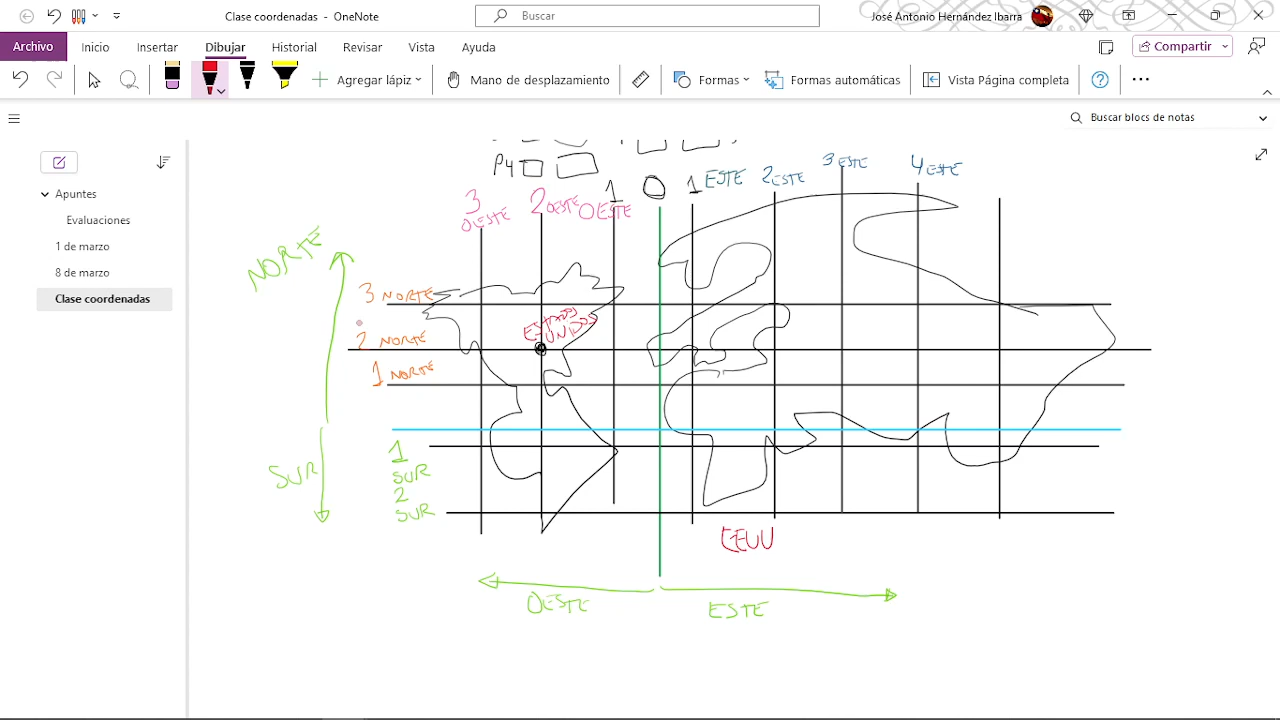 Clase coordenadas - OneNote
Buscar
José Antonio Hernández Ibarra
Archivo
Inicio
Insertar
Dibujar
Historial
Revisar
Vista
Ayuda
Compartir
Agregar lápiz
Mano de desplazamiento
Formas
Formas automáticas
Vista Página completa
Buscar blocs de notas
Apuntes
Evaluaciones
1 de marzo
8 de marzo
Clase coordenadas
P4
3 OESTE
2 OESTE
1 OESTE
0
1 ESTE
2 ESTE
3 ESTE
4 ESTE
NORTE
3 NORTE
2 NORTE
1 NORTE
ESTADOS
UNIDOS
SUR
1
SUR
2
SUR
EEUU
OESTE
ESTE